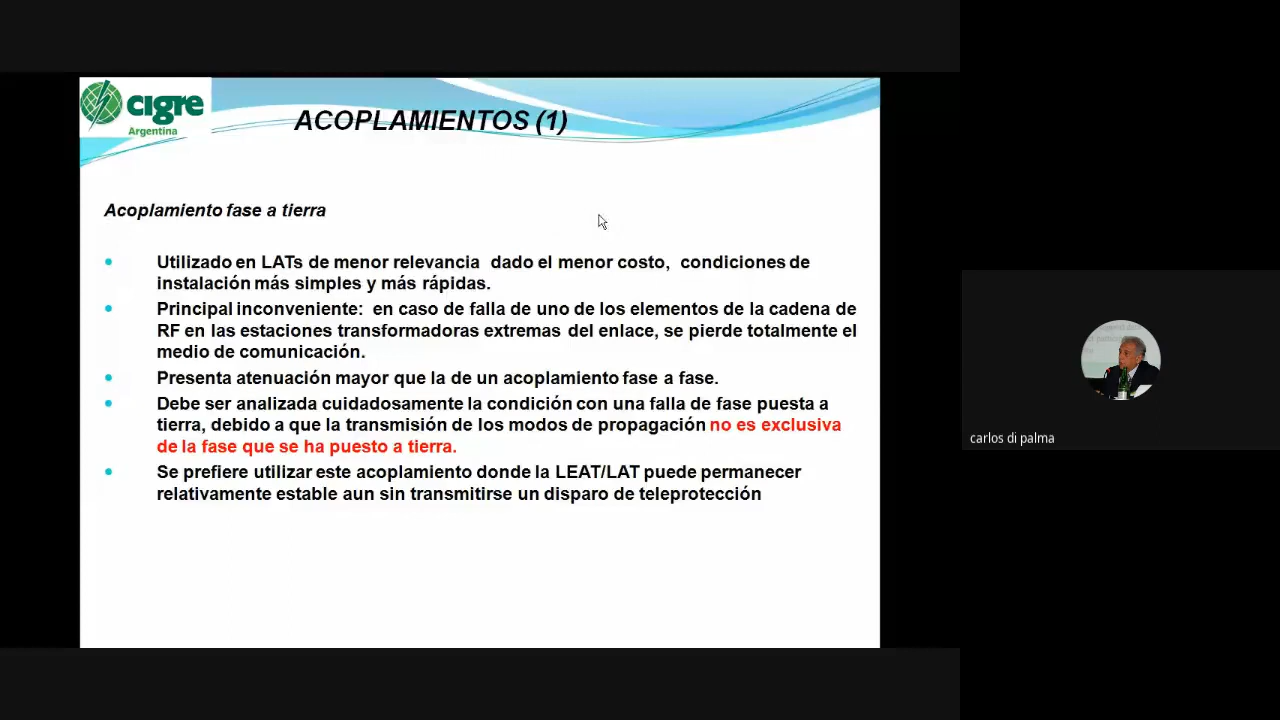 cigre
Argentina
ACOPLAMIENTOS (1)
Acoplamiento fase a tierra
Utilizado en LATs de menor relevancia dado el menor costo, condiciones de
instalación más simples y más rápidas.
Principal inconveniente: en caso de falla de uno de los elementos de la cadena de
RF en las estaciones transformadoras extremas del enlace, se pierde totalmente el
medio de comunicación.
Presenta atenuación mayor que la de un acoplamiento fase a fase.
Debe ser analizada cuidadosamente la condición con una falla de fase puesta a
tierra, debido a que la transmisión de los modos de propagación no es exclusiva
de la fase que se ha puesto a tierra.
Se prefiere utilizar este acoplamiento donde la LEAT/LAT puede permanecer
relativamente estable aun sin transmitirse un disparo de teleprotección
carlos di palma